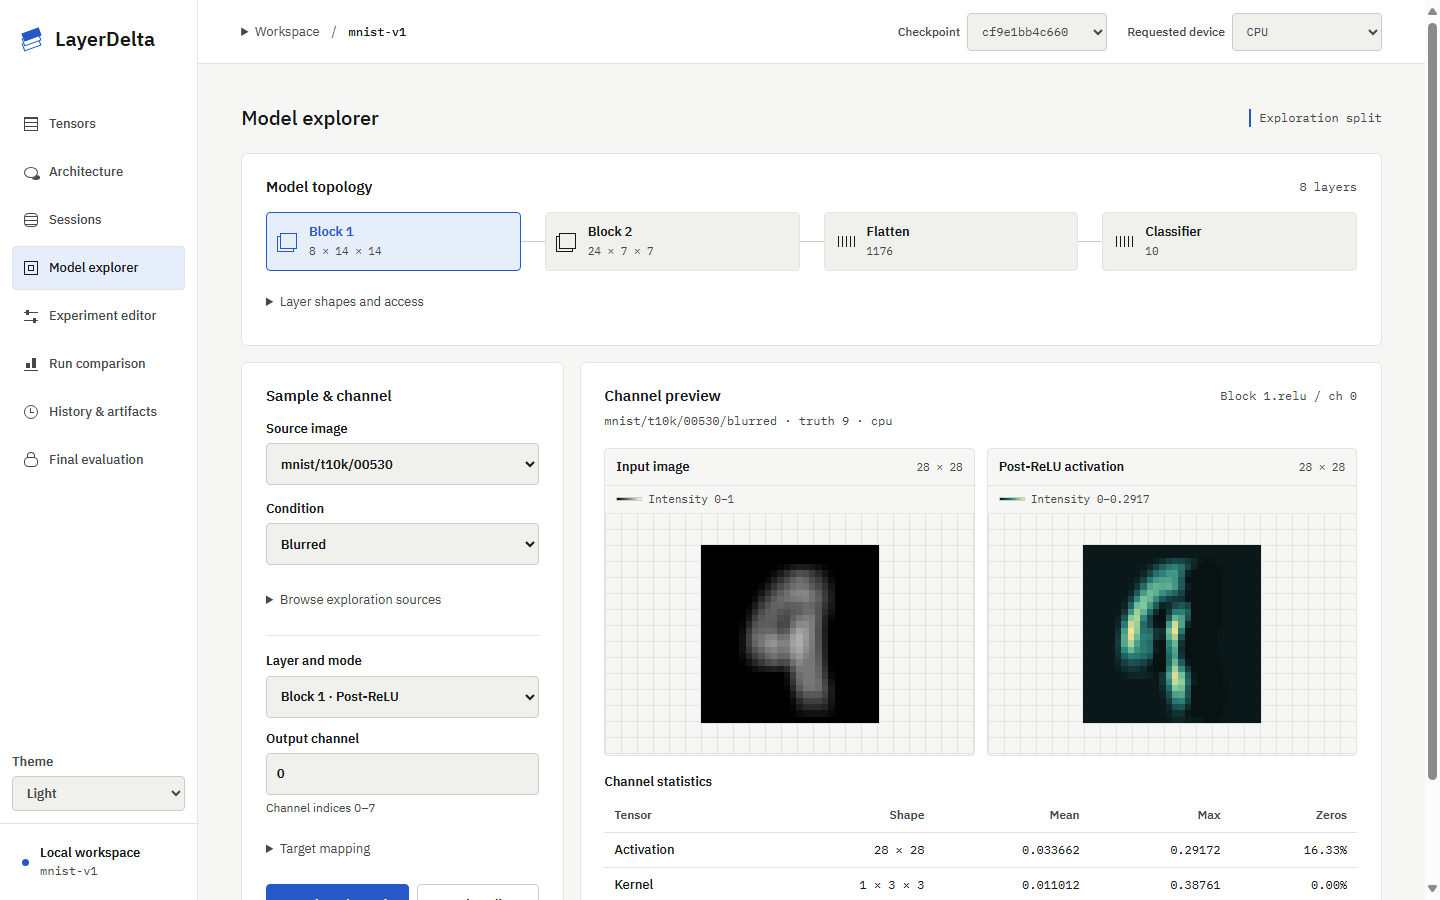 LayerDelta
Workspace / mnist-v1
Checkpoint cf9e1bb4c660
Requested device CPU
Tensors
Architecture
Sessions
Model explorer
Experiment editor
Run comparison
History & artifacts
Final evaluation
Theme
Light
Local workspace
mnist-v1
Model explorer
Exploration split
Model topology
8 layers
Block 1
8 × 14 × 14
Block 2
24 × 7 × 7
Flatten
1176
Classifier
10
Layer shapes and access
Sample & channel
Source image
mnist/t10k/00530
Condition
Blurred
Browse exploration sources
Layer and mode
Block 1 · Post-ReLU
Output channel
0
Channel indices 0–7
Target mapping
Channel preview
Block 1.relu / ch 0
mnist/t10k/00530/blurred · truth 9 · cpu
Input image 28 × 28
Intensity 0–1
Post-ReLU activation 28 × 28
Intensity 0–0.2917
Channel statistics
Tensor Shape Mean Max Zeros
Activation 28 × 28 0.033662 0.29172 16.33%
Kernel 1 × 3 × 3 0.011012 0.38761 0.00%